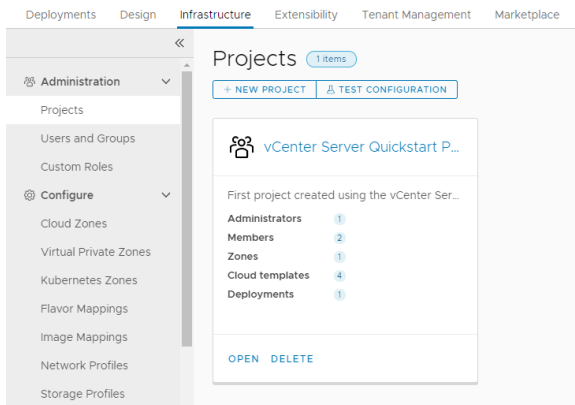 Deployments Design Infrastructure Extensibility Tenant Management Marketplace
Administration
Projects
Users and Groups
Custom Roles
Configure
Cloud Zones
Virtual Private Zones
Kubernetes Zones
Flavor Mappings
Image Mappings
Network Profiles
Storage Profiles
Projects 1 items
+ NEW PROJECT TEST CONFIGURATION
vCenter Server Quickstart P...
First project created using the vCenter Ser...
Administrators 1
Members 2
Zones 1
Cloud templates 4
Deployments 1
OPEN DELETE